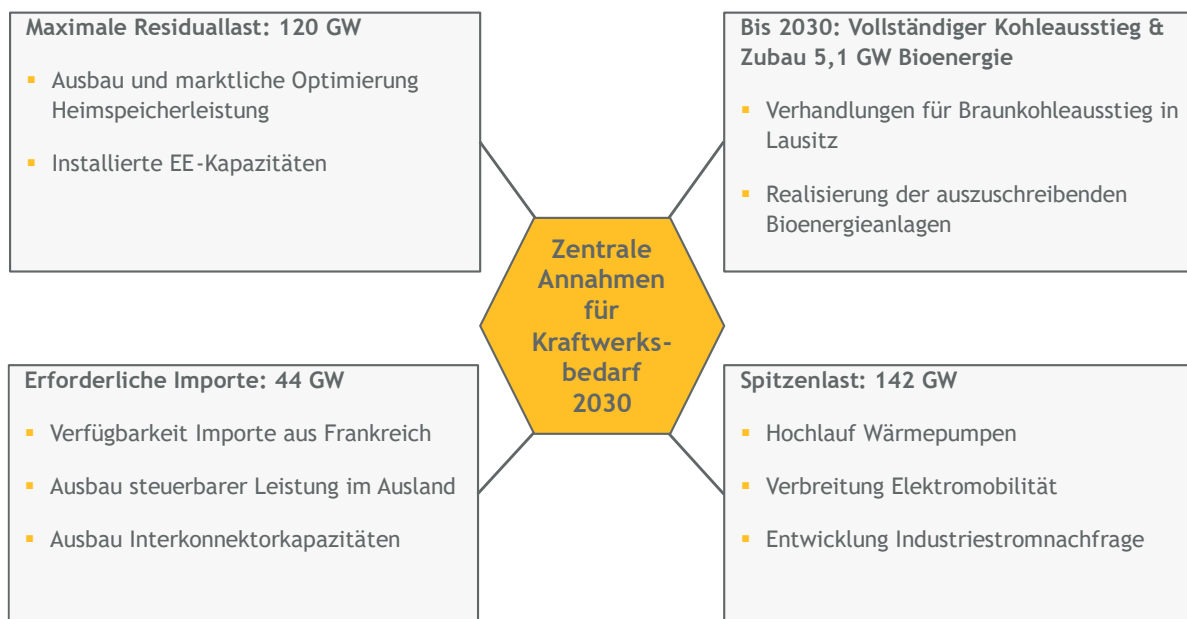 Maximale Residuallast: 120 GW
▪ Ausbau und marktliche Optimierung
Heimspeicherleistung
▪ Installierte EE-Kapazitäten
Bis 2030: Vollständiger Kohleausstieg &
Zubau 5,1 GW Bioenergie
▪ Verhandlungen für Braunkohleausstieg in
Lausitz
▪ Realisierung der auszuschreibenden
Bioenergieanlagen
Zentrale
Annahmen
für
Kraftwerks-
bedarf
2030
Erforderliche Importe: 44 GW
▪ Verfügbarkeit Importe aus Frankreich
▪ Ausbau steuerbarer Leistung im Ausland
▪ Ausbau Interkonnektorkapazitäten
Spitzenlast: 142 GW
▪ Hochlauf Wärmepumpen
▪ Verbreitung Elektromobilität
▪ Entwicklung Industriestromnachfrage